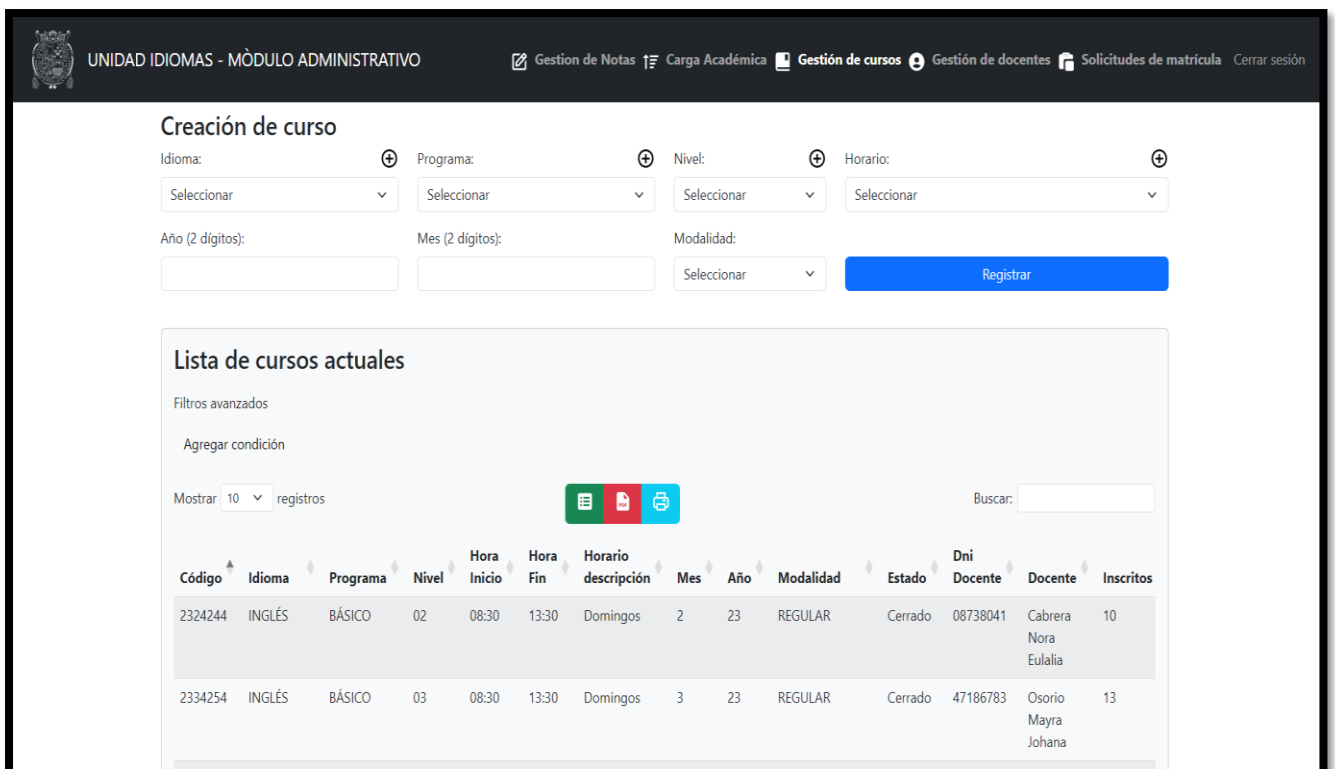 UNIDAD IDIOMAS - MÒDULO ADMINISTRATIVO Gestion de Notas Carga Académica Gestión de cursos Gestión de docentes Solicitudes de matrícula Cerrar sesión
Creación de curso
Idioma: Programa: Nivel: Horario:
Seleccionar Seleccionar Seleccionar Seleccionar
Año (2 dígitos): Mes (2 dígitos): Modalidad:
Seleccionar Registrar
Lista de cursos actuales
Filtros avanzados
Agregar condición
Mostrar 10 registros PDF Buscar:
Código Idioma Programa Nivel Hora Inicio Hora Fin Horario descripción Mes Año Modalidad Estado Dni Docente Docente Inscritos
2324244 INGLÉS BÁSICO 02 08:30 13:30 Domingos 2 23 REGULAR Cerrado 08738041 Cabrera Nora Eulalia 10
2334254 INGLÉS BÁSICO 03 08:30 13:30 Domingos 3 23 REGULAR Cerrado 47186783 Osorio Mayra Johana 13